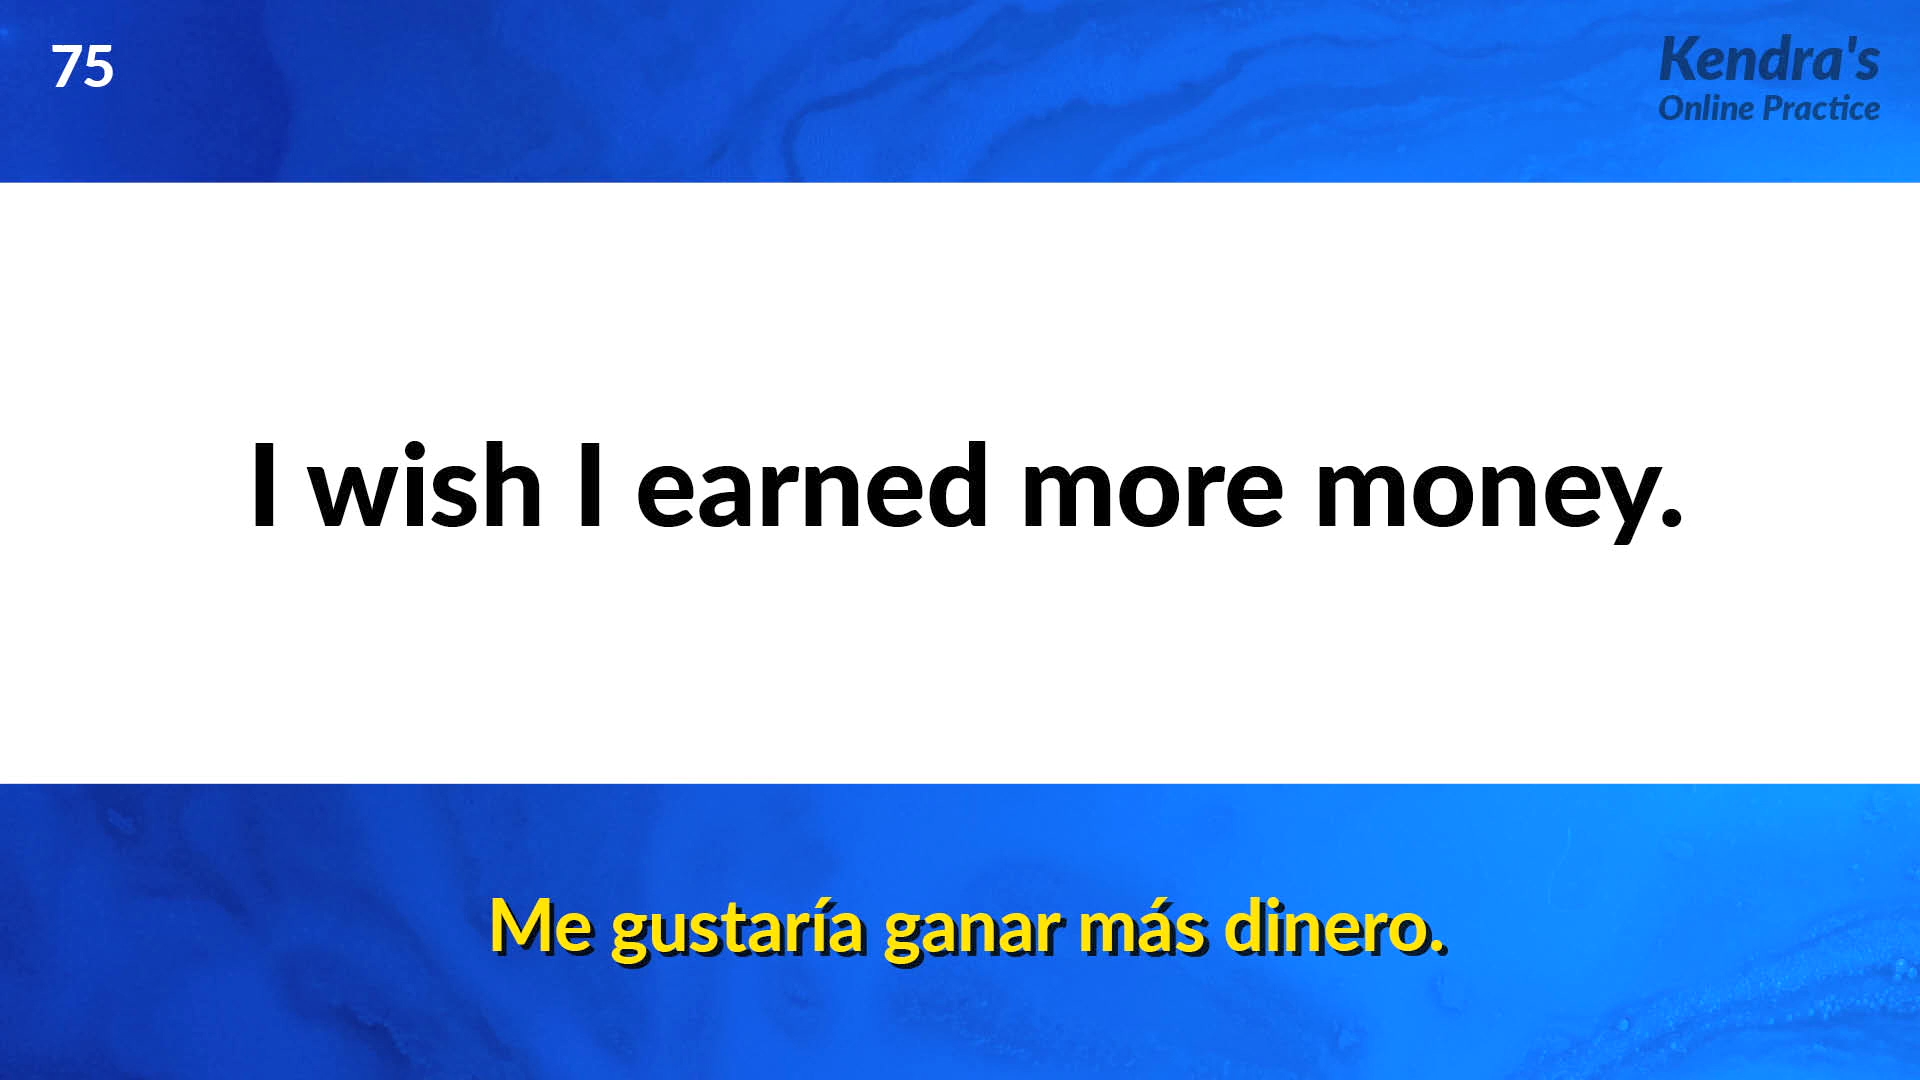 75
Kendra's
Online Practice
I wish I earned more money.
Me gustaría ganar más dinero.